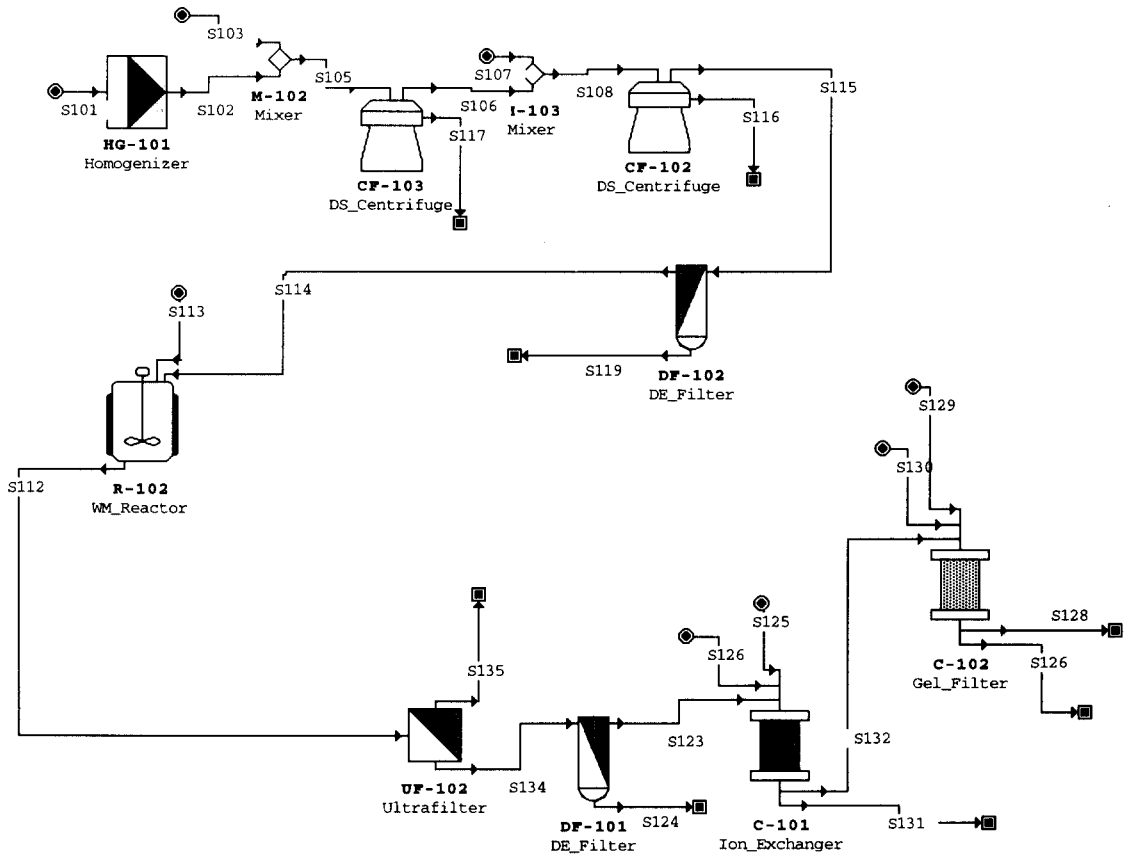 S103
S101
S102
HG-101
Homogenizer
M-102
Mixer
S105
S106
S117
CF-103
DS_Centrifuge
S107
I-103
Mixer
S108
S115
S116
CF-102
DS_Centrifuge
S114
S113
S119
DF-102
DE_Filter
R-102
WM_Reactor
S112
S129
S130
S128
S126
C-102
Gel_Filter
S135
S125
S126
S123
S132
UF-102
Ultrafilter
S134
DF-101
DE_Filter
S124
C-101
Ion_Exchanger
S131